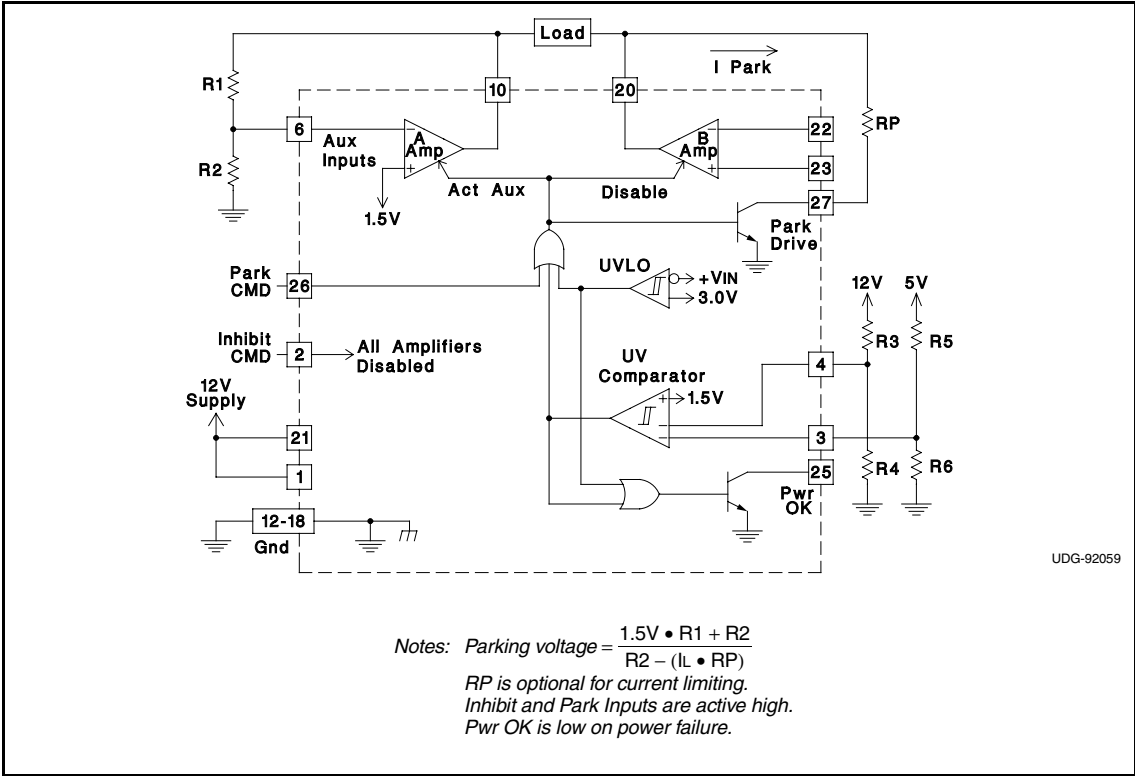 Load
I Park
R1
10
20
6
Aux
Inputs
A
Amp
−
+
B
Amp
−
+
22
23
RP
R2
Act Aux
Disable
27
1.5V
Park
Drive
Park
CMD
26
UVLO
+VIN
3.0V
12V
5V
Inhibit
CMD
2
All Amplifiers
Disabled
R3
R5
UV
Comparator
4
12V
Supply
+
1.5V
−
−
21
3
1
25
R4
R6
Pwr
OK
12-18
Gnd
UDG-92059
Notes: Parking voltage = 1.5V • R1 + R2
R2 − (IL • RP)
RP is optional for current limiting.
Inhibit and Park Inputs are active high.
Pwr OK is low on power failure.